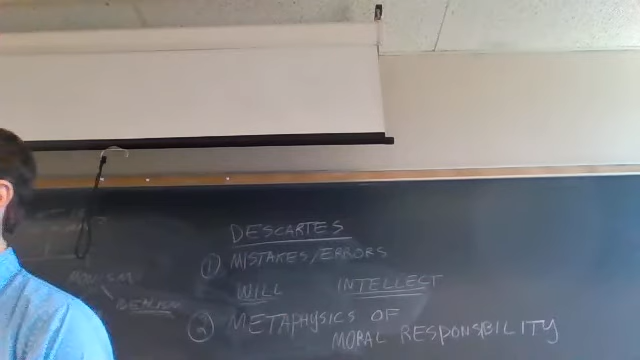 DESCARTES
① MISTAKES/ERRORS
WILL INTELLECT
② METAPHYSICS OF
MORAL RESPONSIBILITY